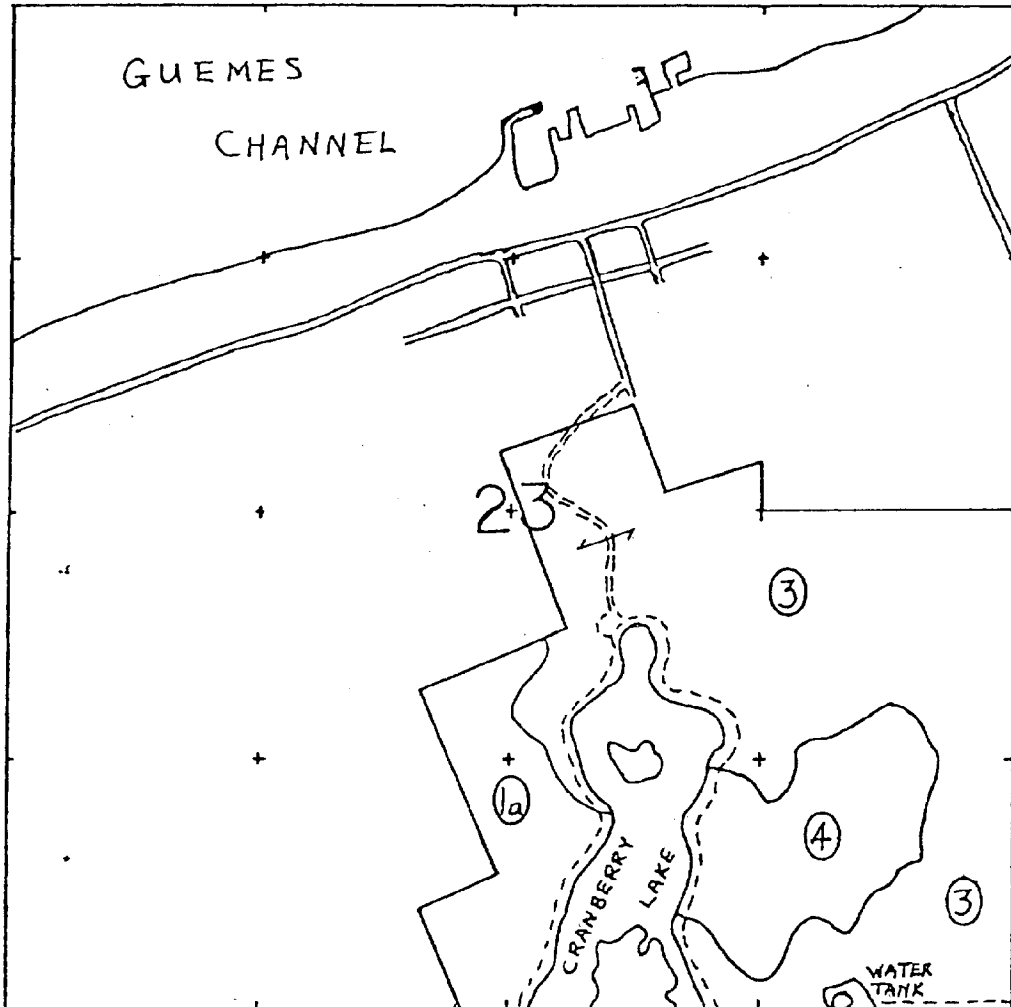 GUEMES
CHANNEL
23
3
1a
4
CRANBERRY
LAKE
3
WATER
TANK